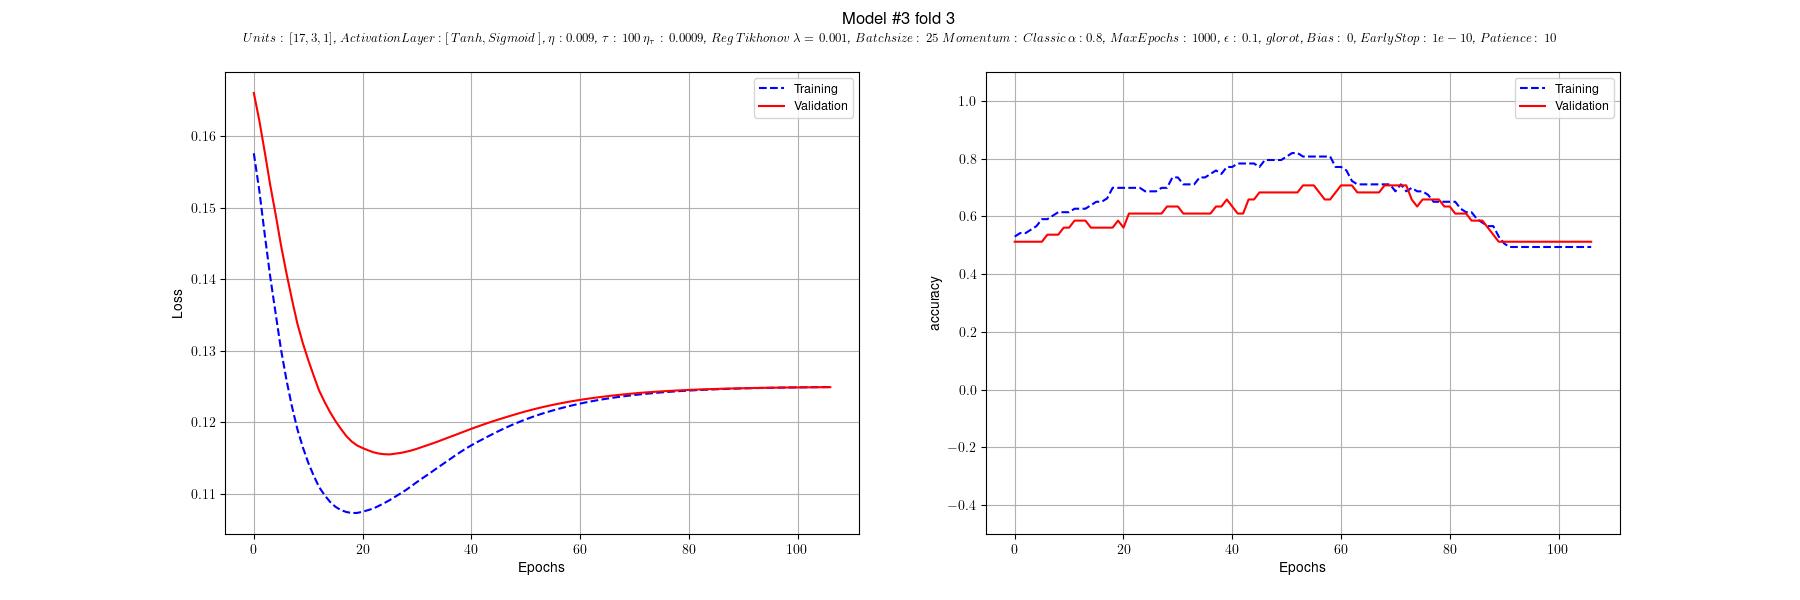 Model #3 fold 3
Units : [17, 3, 1], ActivationLayer : [Tanh, Sigmoid ], η : 0.009, τ : 100 ητ : 0.0009, Reg Tikhonov λ = 0.001, Batchsize : 25 Momentum : Classic α : 0.8, MaxEpochs : 1000, ϵ : 0.1, glorot, Bias : 0, EarlyStop : 1e − 10, Patience : 10
Training
Validation
0.16
0.15
0.14
0.13
0.12
0.11
Loss
0 20 40 60 80 100
Epochs
Training
Validation
1.0
0.8
0.6
0.4
0.2
0.0
−0.2
−0.4
accuracy
0 20 40 60 80 100
Epochs